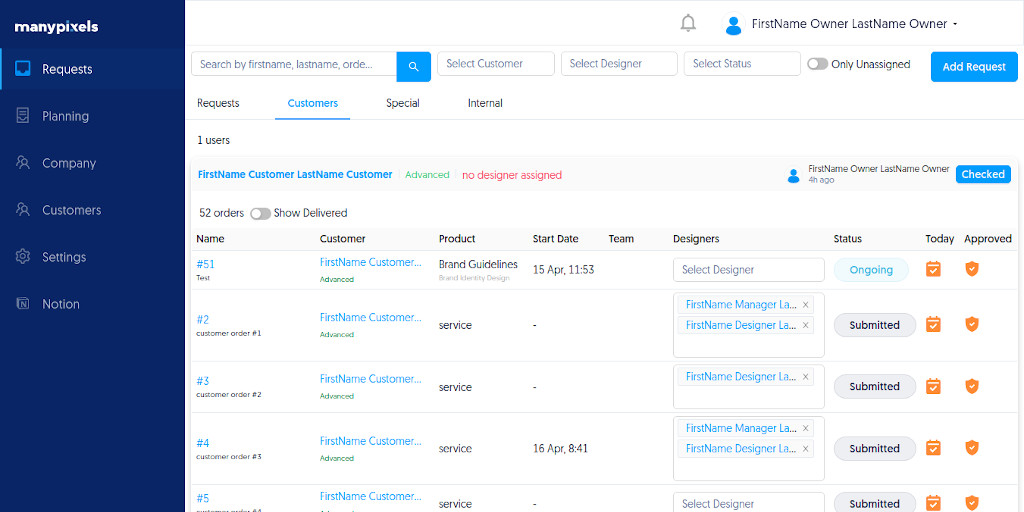 manypixels
FirstName Owner LastName Owner
Requests
Planning
Company
Customers
Settings
Notion
Search by firstname, lastname, orde...
Select Customer
Select Designer
Select Status
Only Unassigned
Add Request
Requests Customers Special Internal
1 users
FirstName Customer LastName Customer Advanced no designer assigned
FirstName Owner LastName Owner
4h ago
Checked
52 orders Show Delivered
Name Customer Product Start Date Team Designers Status Today Approved
#51 FirstName Customer... Brand Guidelines 15 Apr, 11:53 Select Designer Ongoing
Test Advanced Brand Identity Design
FirstName Manager La... x
#2 FirstName Customer... service - FirstName Designer La... x Submitted
customer order #1 Advanced
FirstName Designer La... x
#3 FirstName Customer... service - Submitted
customer order #2 Advanced
FirstName Manager La... x
#4 FirstName Customer... service 16 Apr, 8:41 FirstName Designer La... x Submitted
customer order #3 Advanced
#5 FirstName Customer... service - Select Designer Submitted
customer order #4 Advanced